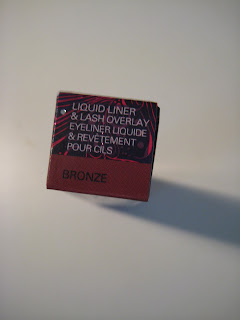 LIQUID LINER
& LASH OVERLAY
EYELINER LIQUIDE
& REVÊTEMENT
POUR CILS
BRONZE